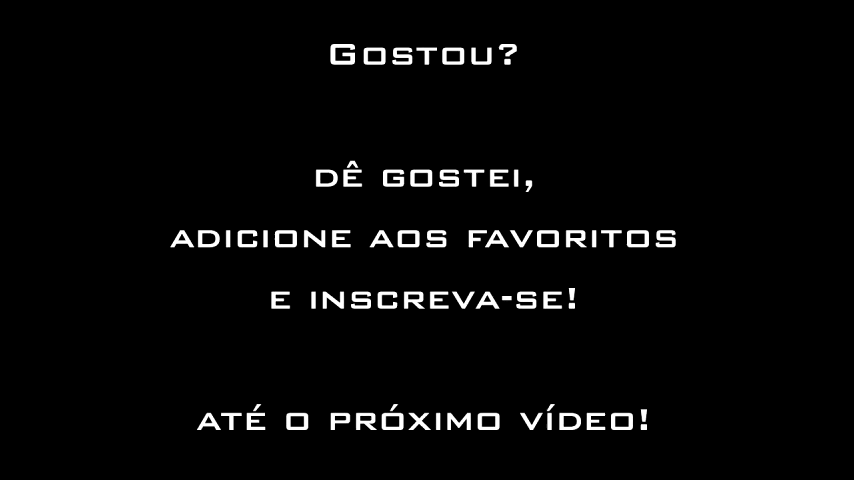 Gostou?
dê gostei,
adicione aos favoritos
e inscreva-se!
até o próximo vídeo!